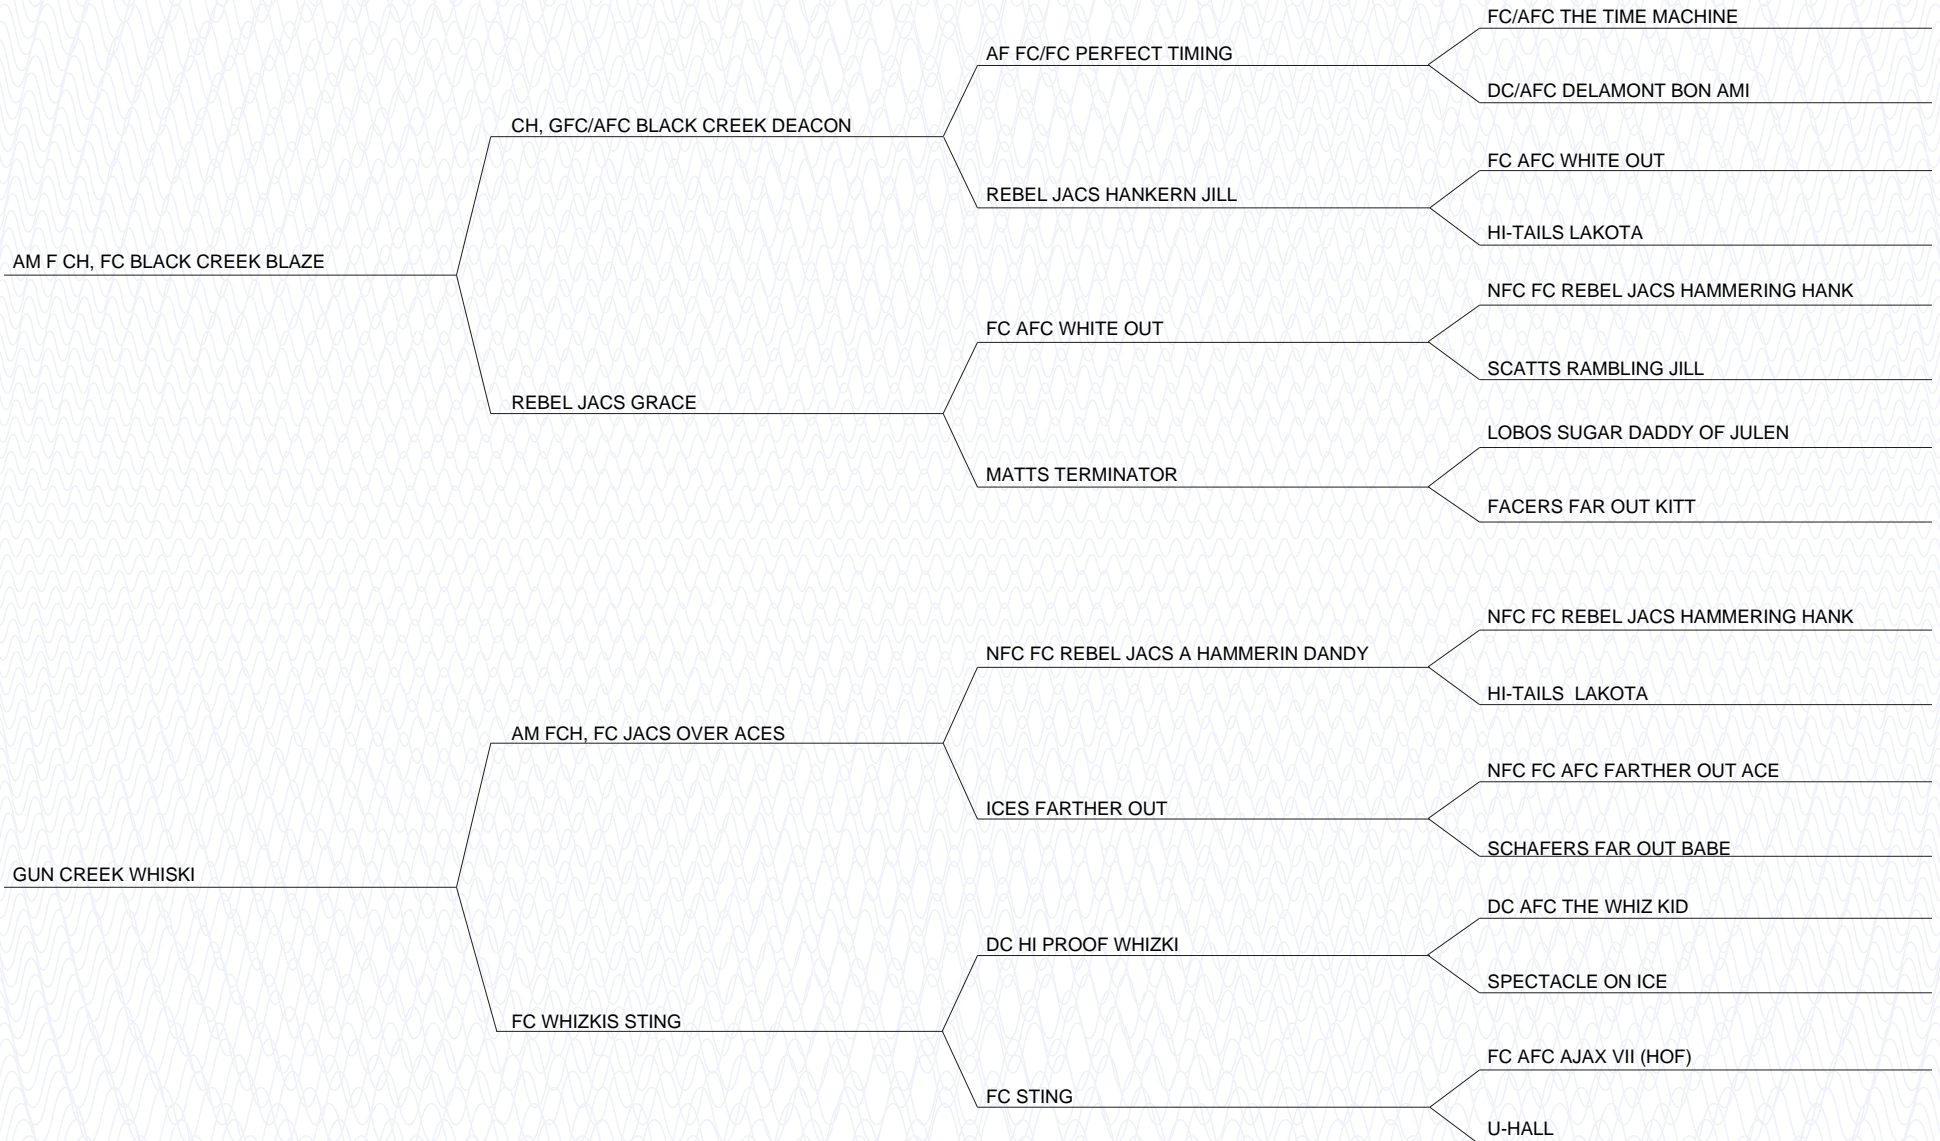 FC/AFC THE TIME MACHINE
AF FC/FC PERFECT TIMING
DC/AFC DELAMONT BON AMI
CH, GFC/AFC BLACK CREEK DEACON
FC AFC WHITE OUT
REBEL JACS HANKERN JILL
HI-TAILS LAKOTA
AM F CH, FC BLACK CREEK BLAZE
NFC FC REBEL JACS HAMMERING HANK
FC AFC WHITE OUT
SCATTS RAMBLING JILL
REBEL JACS GRACE
LOBOS SUGAR DADDY OF JULEN
MATTS TERMINATOR
FACERS FAR OUT KITT
NFC FC REBEL JACS HAMMERING HANK
NFC FC REBEL JACS A HAMMERIN DANDY
HI-TAILS  LAKOTA
AM FCH, FC JACS OVER ACES
NFC FC AFC FARTHER OUT ACE
ICES FARTHER OUT
SCHAFERS FAR OUT BABE
GUN CREEK WHISKI
DC AFC THE WHIZ KID
DC HI PROOF WHIZKI
SPECTACLE ON ICE
FC WHIZKIS STING
FC AFC AJAX VII (HOF)
FC STING
U-HALL